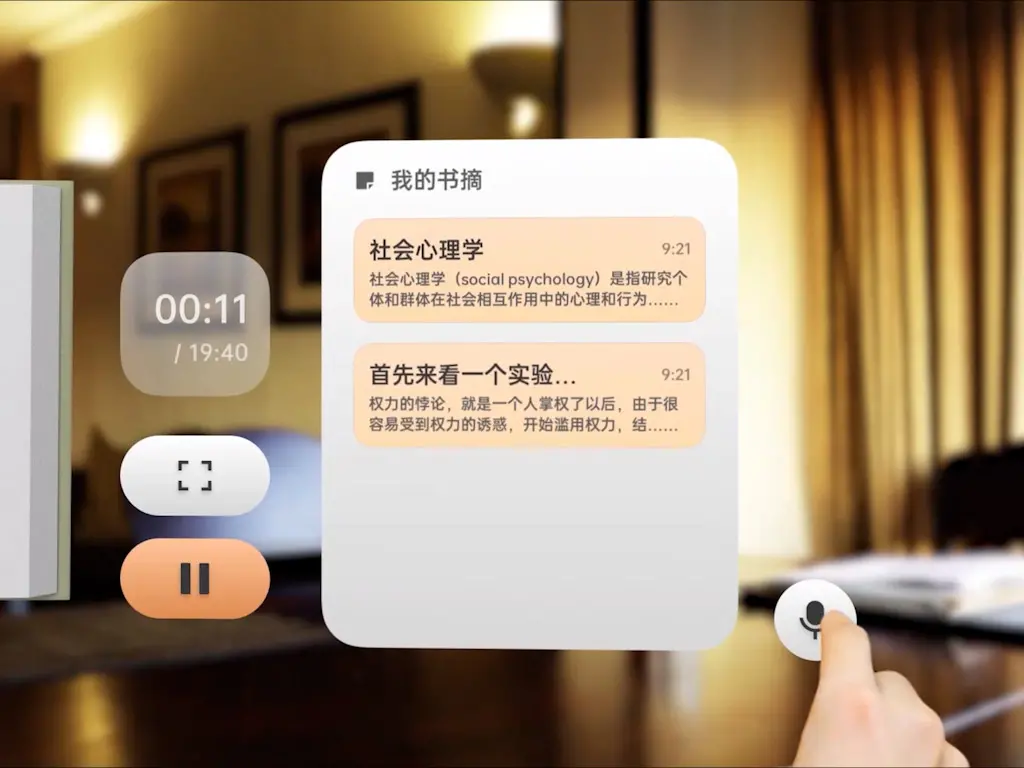 我的书摘
00:11
/ 19:40
社会心理学 9:21
社会心理学（social psychology）是指研究个
体和群体在社会相互作用中的心理和行为……
首先来看一个实验... 9:21
权力的悖论，就是一个人掌权了以后，由于很
容易受到权力的诱惑，开始滥用权力，结……